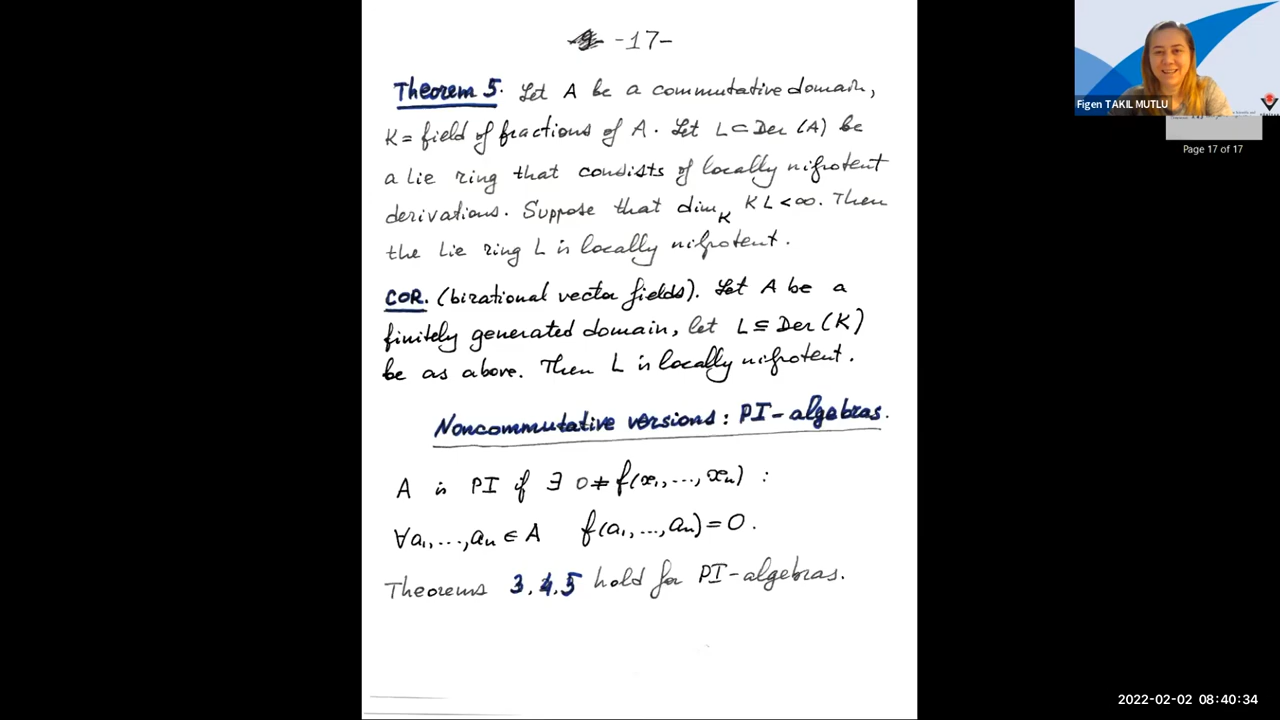 -17-
Theorem 5. Let A be a commutative domain,
K = field of fractions of A. Let L ⊂ Der (A) be
a Lie ring that consists of locally nilpotent
derivations. Suppose that dim_K KL < ∞. Then
the Lie ring L is locally nilpotent.
COR. (birational vector fields). Let A be a
finitely generated domain, let L ⊆ Der (K)
be as above. Then L is locally nilpotent.
Noncommutative versions: PI-algebras.
A is PI if ∃ 0 ≠ f(x₁, ..., xₙ) :
∀ a₁, ..., aₙ ∈ A f(a₁, ..., aₙ) = 0.
Theorems 3, 4, 5 hold for PI-algebras.
Figen TAKIL MUTLU
Page 17 of 17
2022-02-02 08:40:34